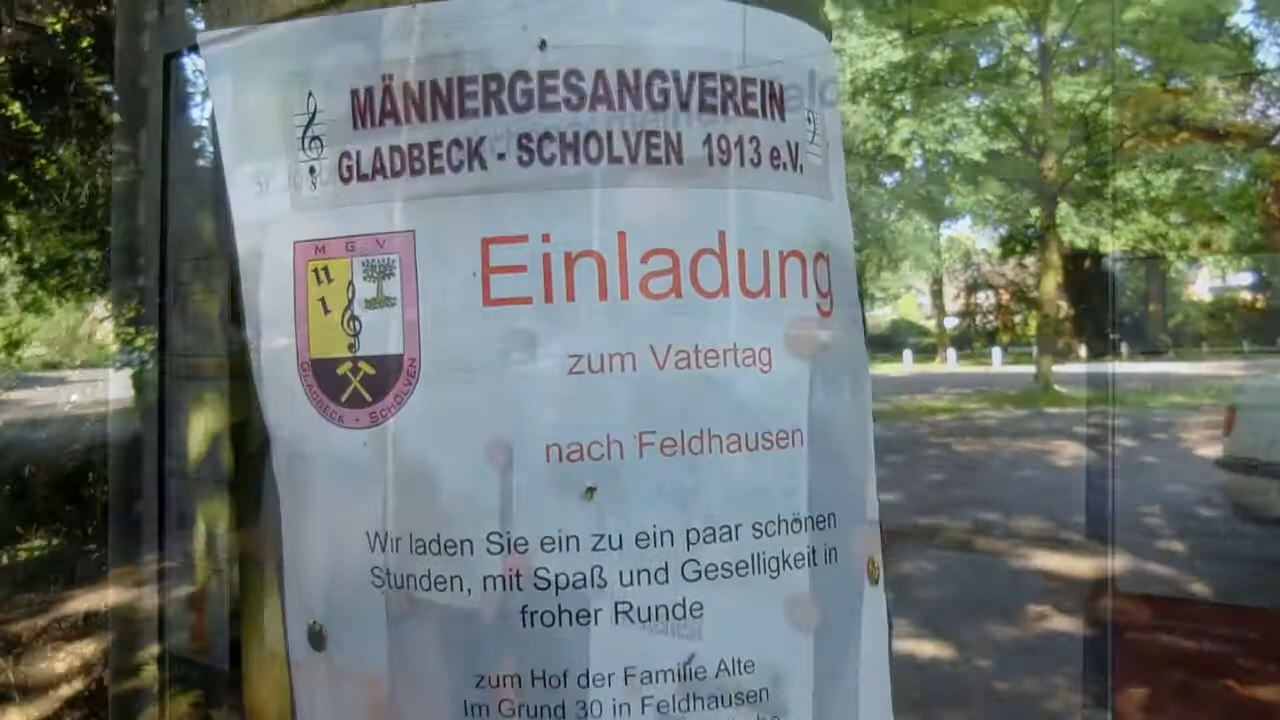 MÄNNERGESANGVEREIN
GLADBECK - SCHOLVEN 1913 e.V.
M G V
GLADBECK - SCHOLVEN
Einladung
zum Vatertag
nach Feldhausen
Wir laden Sie ein zu ein paar schönen
Stunden, mit Spaß und Geselligkeit in
froher Runde
zum Hof der Familie Alte
Im Grund 30 in Feldhausen